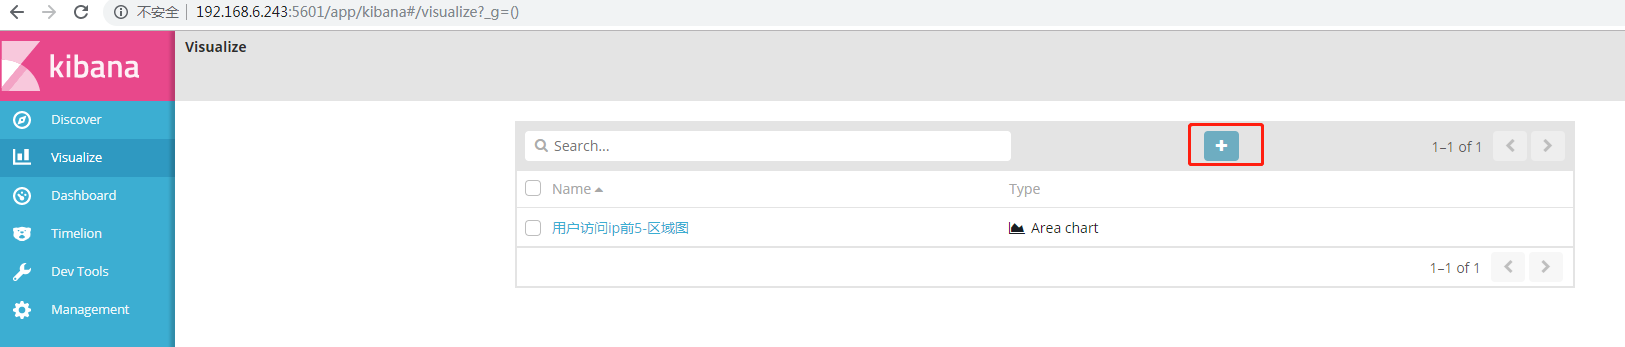 不安全 192.168.6.243:5601/app/kibana#/visualize?_g=()
kibana
Visualize
Discover
Visualize
Dashboard
Timelion
Dev Tools
Management
Search...
1–1 of 1
Name Type
用户访问ip前5-区域图 Area chart
1–1 of 1